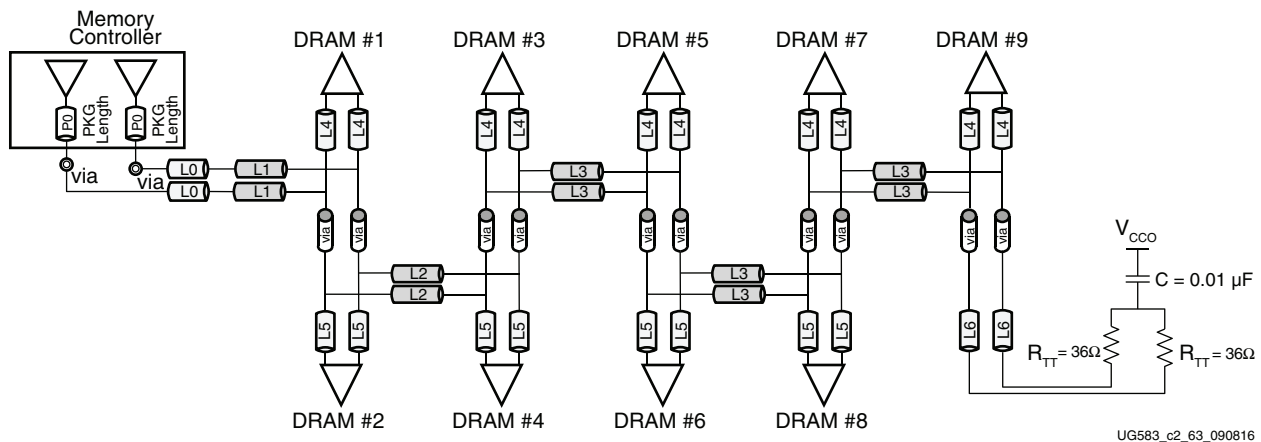 Memory
Controller
DRAM #1
DRAM #3
DRAM #5
DRAM #7
DRAM #9
P0
PKG
Length
P0
PKG
Length
L4
L4
L4
L4
L4
L4
L4
L4
L4
L4
via
via
L0
L1
L0
L1
L3
L3
L3
L3
via
via
via
via
via
via
via
via
via
via
L2
L2
L3
L3
VCCO
C = 0.01 µF
L5
L5
L5
L5
L5
L5
L5
L5
L6
L6
RTT = 36Ω
RTT = 36Ω
DRAM #2
DRAM #4
DRAM #6
DRAM #8
UG583_c2_63_090816